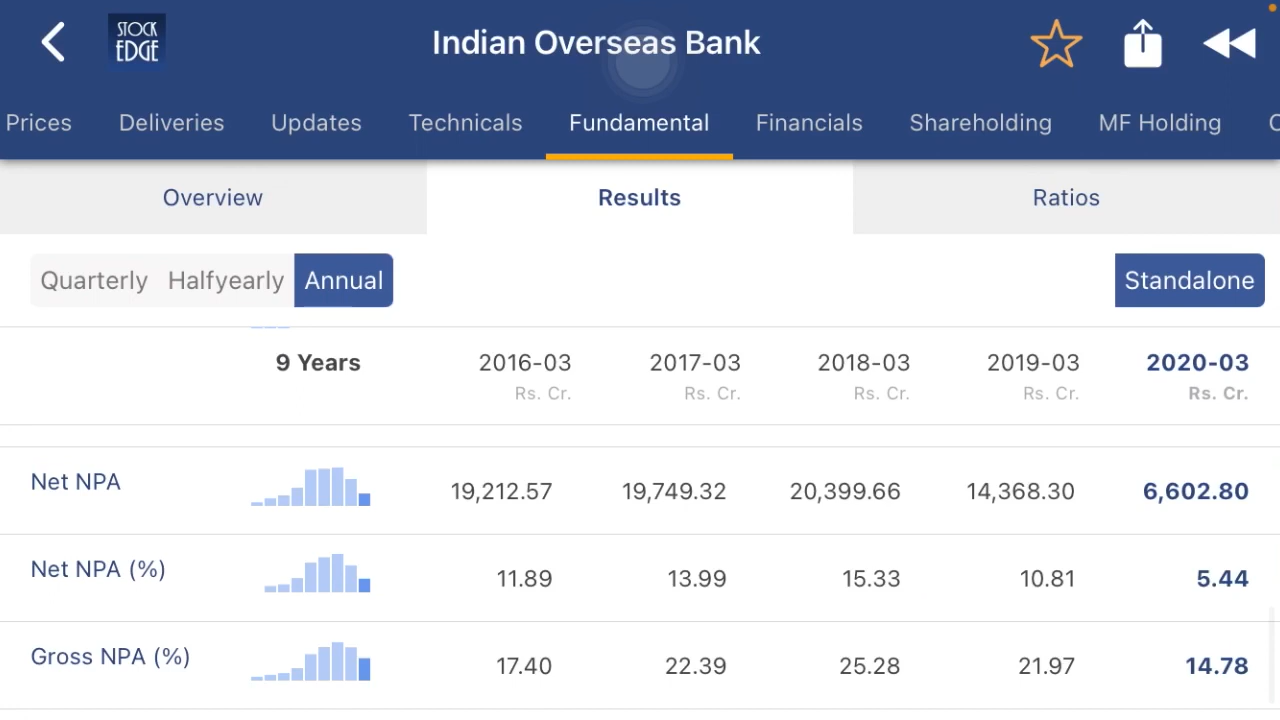 STOCK
EDGE
Indian Overseas Bank
Prices Deliveries Updates Technicals Fundamental Financials Shareholding MF Holding
Overview Results Ratios
Quarterly Halfyearly Annual Standalone
9 Years 2016-03 2017-03 2018-03 2019-03 2020-03
Rs. Cr. Rs. Cr. Rs. Cr. Rs. Cr. Rs. Cr.
Net NPA 19,212.57 19,749.32 20,399.66 14,368.30 6,602.80
Net NPA (%) 11.89 13.99 15.33 10.81 5.44
Gross NPA (%) 17.40 22.39 25.28 21.97 14.78